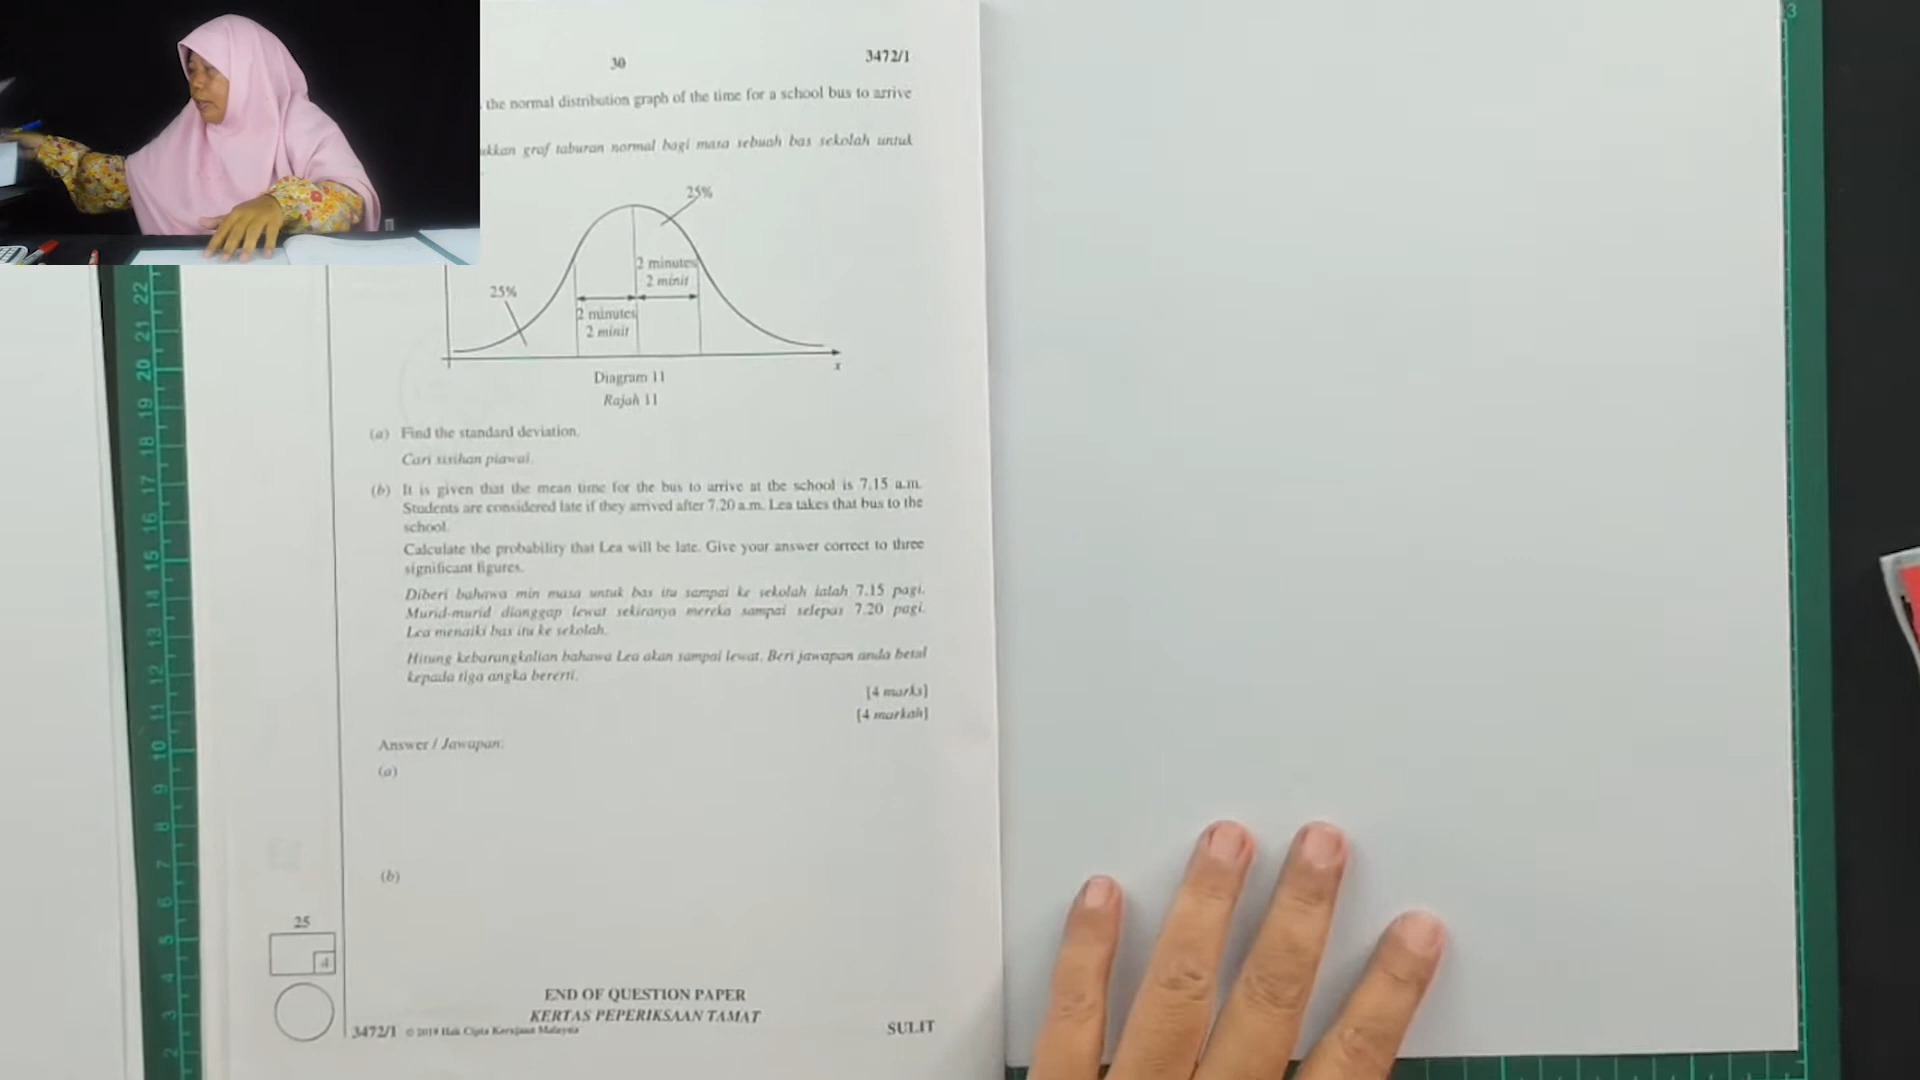 30
3472/1
the normal distribution graph of the time for a school bus to arrive
graf taburan normal bagi masa sebuah bas sekolah untuk
25%
2 minutes
2 minit
25%
2 minutes
2 minit
x
Diagram 11
Rajah 11
(a) Find the standard deviation.
Cari sisihan piawai.
(b) It is given that the mean time for the bus to arrive at the school is 7.15 a.m.
Students are considered late if they arrived after 7.20 a.m. Lea takes that bus to the
school.
Calculate the probability that Lea will be late. Give your answer correct to three
significant figures.
Diberi bahawa min masa untuk bas itu sampai ke sekolah ialah 7.15 pagi.
Murid-murid dianggap lewat sekiranya mereka sampai selepas 7.20 pagi.
Lea menaiki bas itu ke sekolah.
Hitung kebarangkalian bahawa Lea akan sampai lewat. Beri jawapan anda betul
kepada tiga angka bererti.
[4 marks]
[4 markah]
Answer / Jawapan:
(a)
(b)
25
4
END OF QUESTION PAPER
KERTAS PEPERIKSAAN TAMAT
3472/1 © 2019 Hak Cipta Kerajaan Malaysia
SULIT
22
21
20
19
18
17
16
15
14
13
12
11
10
9
8
7
6
5
4
3
2
3